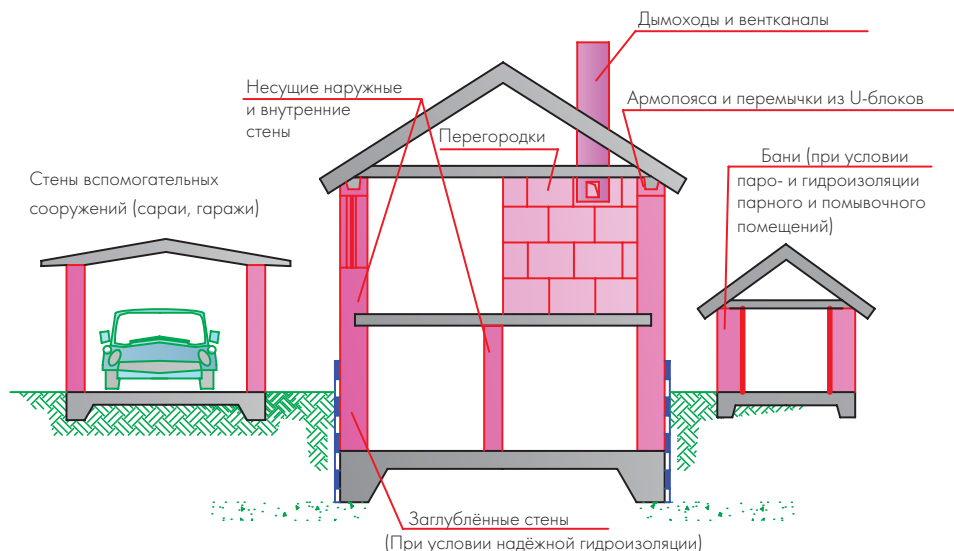 Дымоходы и вентканалы
Несущие наружные
и внутренние
стены
Армопояса и перемычки из U-блоков
Перегородки
Бани (при условии
паро- и гидроизоляции
парного и помывочного
помещений)
Стены вспомогательных
сооружений (сараи, гаражи)
Заглублённые стены
(При условии надёжной гидроизоляции)